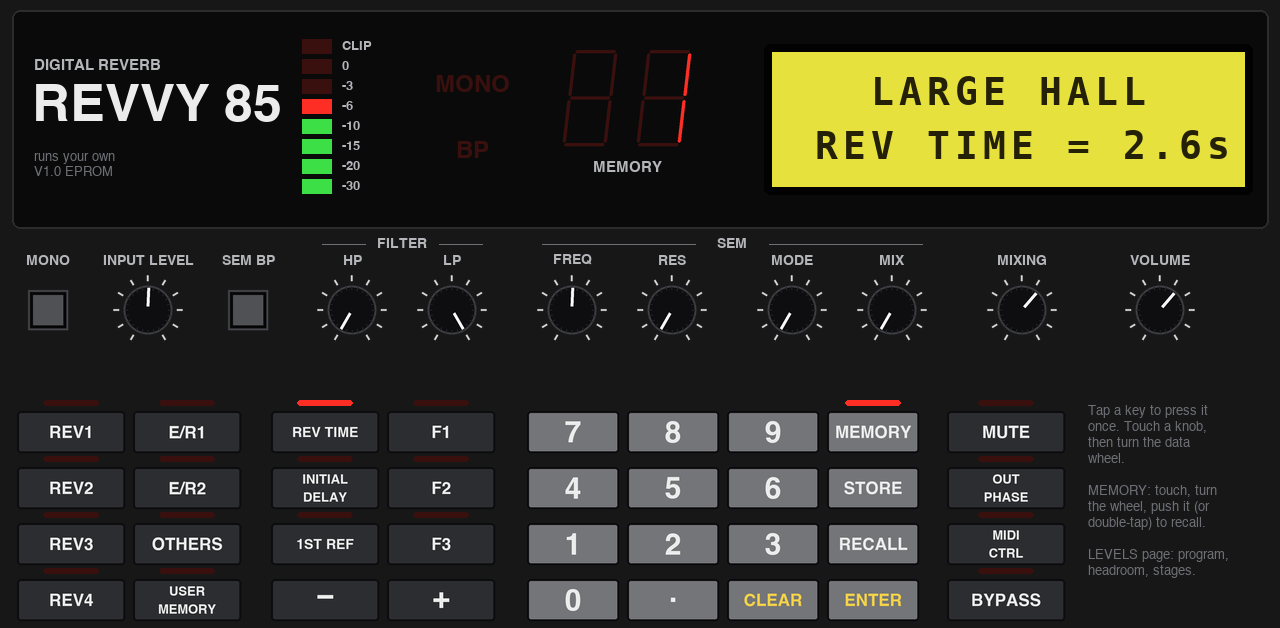 DIGITAL REVERB
REVVY 85
runs your own
V1.0 EPROM
CLIP
0
-3
-6
-10
-15
-20
-30
MONO
BP
1
MEMORY
LARGE HALL
REV TIME = 2.6s
FILTER
SEM
MONO
INPUT LEVEL
SEM BP
HP
LP
FREQ
RES
MODE
MIX
MIXING
VOLUME
REV1
E/R1
REV TIME
F1
7
8
9
MEMORY
MUTE
REV2
E/R2
INITIAL
DELAY
F2
4
5
6
STORE
OUT
PHASE
REV3
OTHERS
1ST REF
F3
1
2
3
RECALL
MIDI
CTRL
REV4
USER
MEMORY
−
+
0
·
CLEAR
ENTER
BYPASS
Tap a key to press it
once. Touch a knob,
then turn the data
wheel.
MEMORY: touch, turn
the wheel, push it (or
double-tap) to recall.
LEVELS page: program,
headroom, stages.